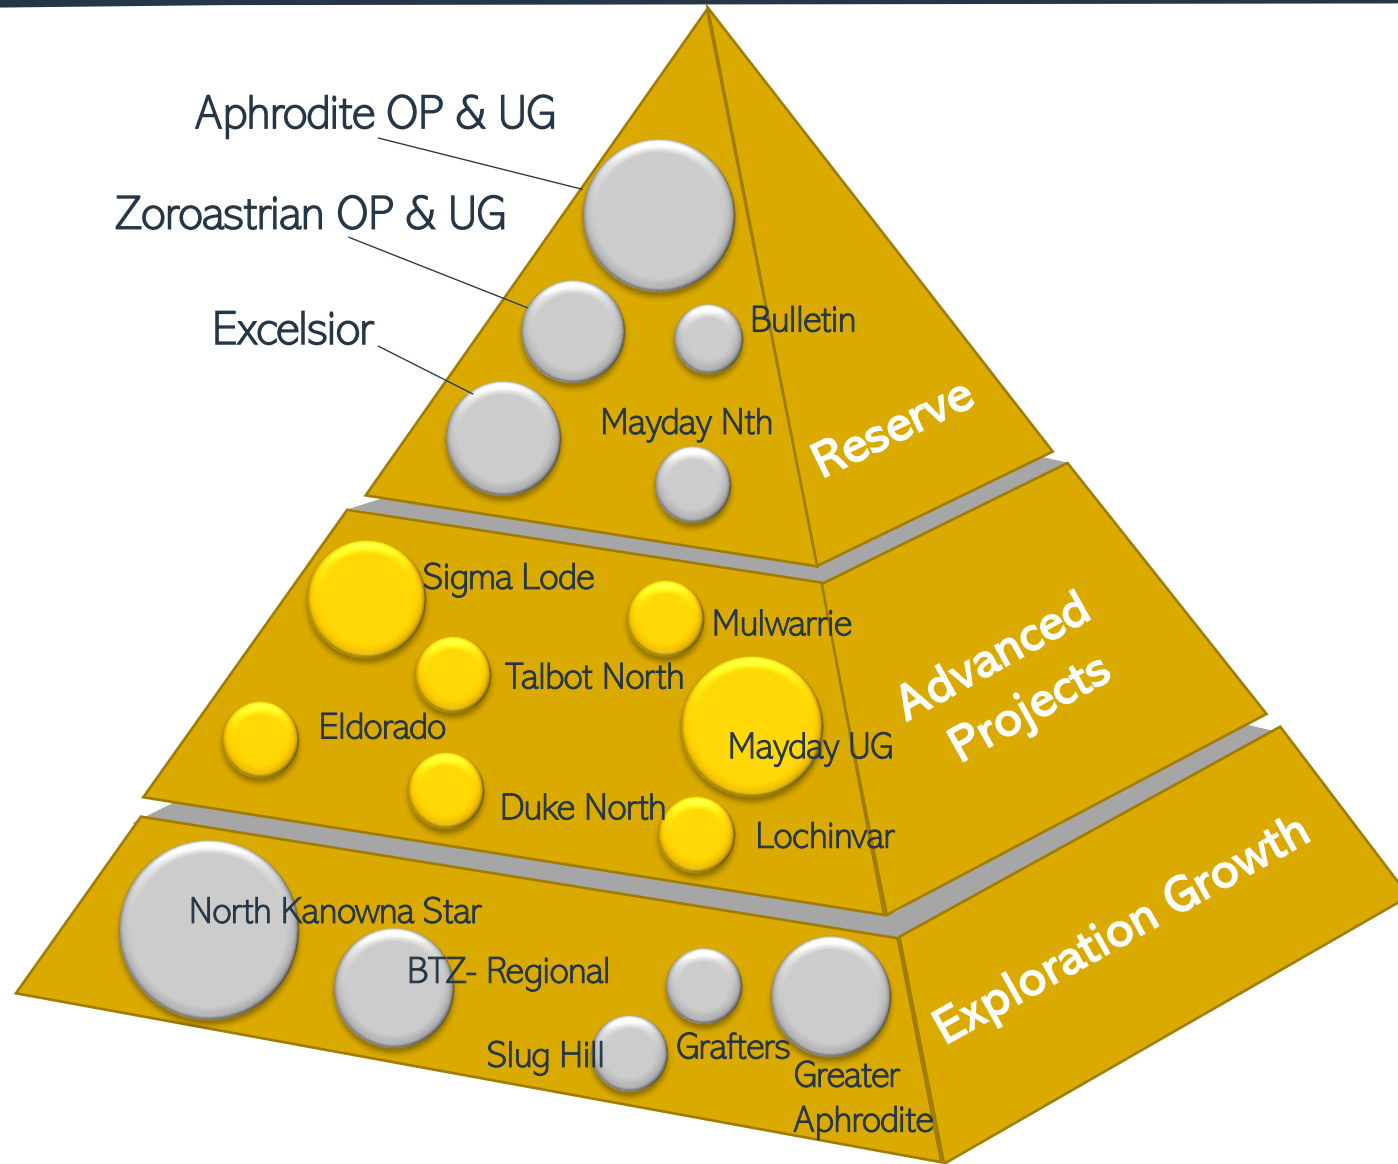 Aphrodite OP & UG
Zoroastrian OP & UG
Excelsior
Bulletin
Mayday Nth
Reserve
Sigma Lode
Mulwarrie
Talbot North
Eldorado
Mayday UG
Duke North
Lochinvar
Advanced
Projects
North Kanowna Star
BTZ- Regional
Slug Hill
Grafters
Greater
Aphrodite
Exploration Growth